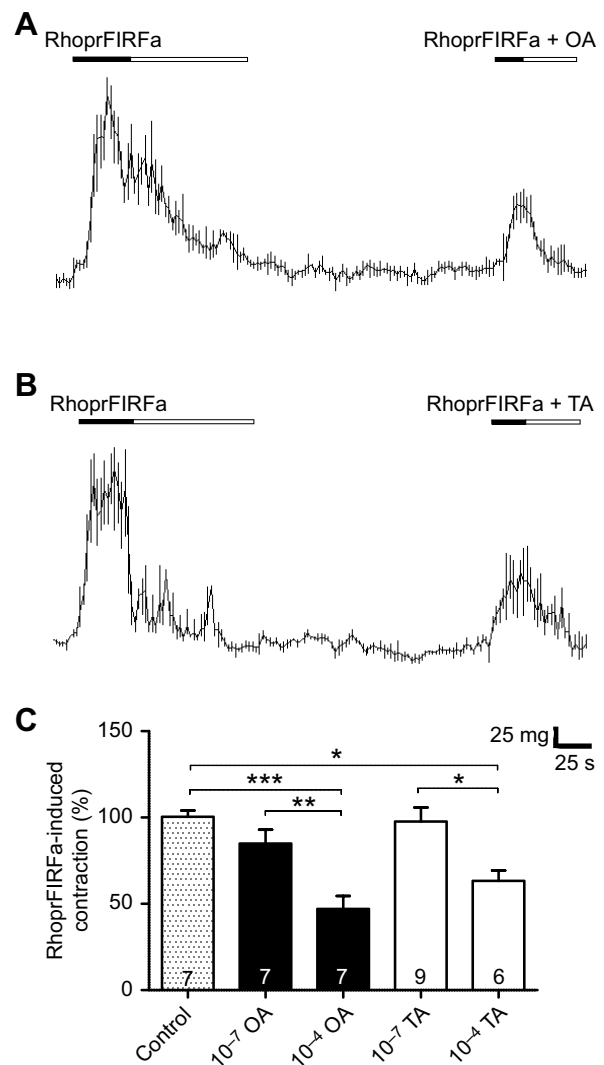 A
RhoprFIRFa
RhoprFIRFa + OA
B
RhoprFIRFa
RhoprFIRFa + TA
C
RhoprFIRFa-induced
contraction (%)
150
100
50
0
25 mg
25 s
*
***
**
*
7
7
7
9
6
Control
10⁻⁷ OA
10⁻⁴ OA
10⁻⁷ TA
10⁻⁴ TA